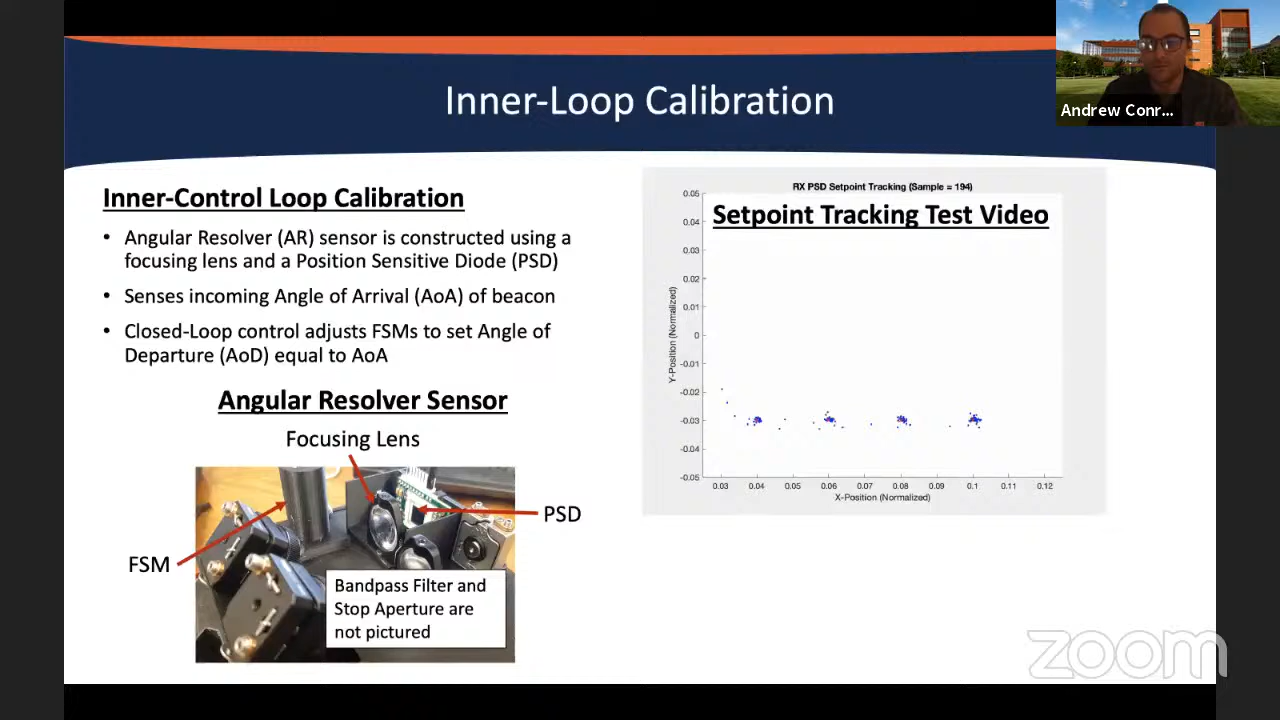 Inner-Loop Calibration
Andrew Conr...
Inner-Control Loop Calibration
• Angular Resolver (AR) sensor is constructed using a
focusing lens and a Position Sensitive Diode (PSD)
• Senses incoming Angle of Arrival (AoA) of beacon
• Closed-Loop control adjusts FSMs to set Angle of
Departure (AoD) equal to AoA
Angular Resolver Sensor
Focusing Lens
PSD
FSM
Bandpass Filter and
Stop Aperture are
not pictured
RX PSD Setpoint Tracking (Sample = 194)
Setpoint Tracking Test Video
Y-Position (Normalized)
0.05
0.04
0.03
0.02
0.01
0
-0.01
-0.02
-0.03
-0.04
-0.05
0.03 0.04 0.05 0.06 0.07 0.08 0.09 0.1 0.11 0.12
X-Position (Normalized)
zoom